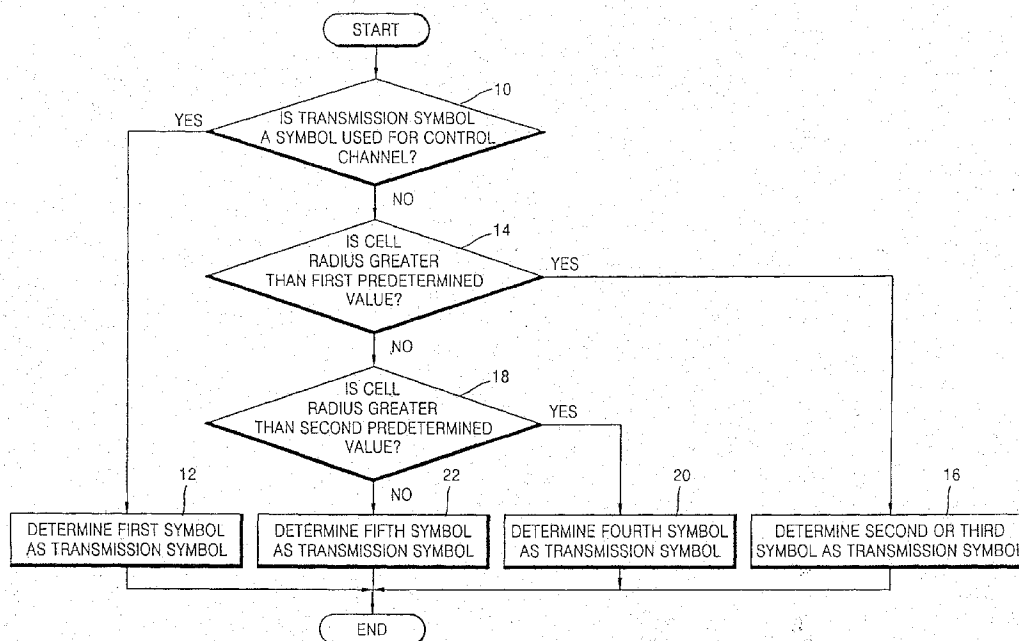 START
10
IS TRANSMISSION SYMBOL
A SYMBOL USED FOR CONTROL
CHANNEL?
YES
NO
14
IS CELL
RADIUS GREATER
THAN FIRST PREDETERMINED
VALUE?
YES
NO
18
IS CELL
RADIUS GREATER
THAN SECOND PREDETERMINED
VALUE?
YES
NO
12
DETERMINE FIRST SYMBOL
AS TRANSMISSION SYMBOL
22
DETERMINE FIFTH SYMBOL
AS TRANSMISSION SYMBOL
20
DETERMINE FOURTH SYMBOL
AS TRANSMISSION SYMBOL
16
DETERMINE SECOND OR THIRD
SYMBOL AS TRANSMISSION SYMBOL
END